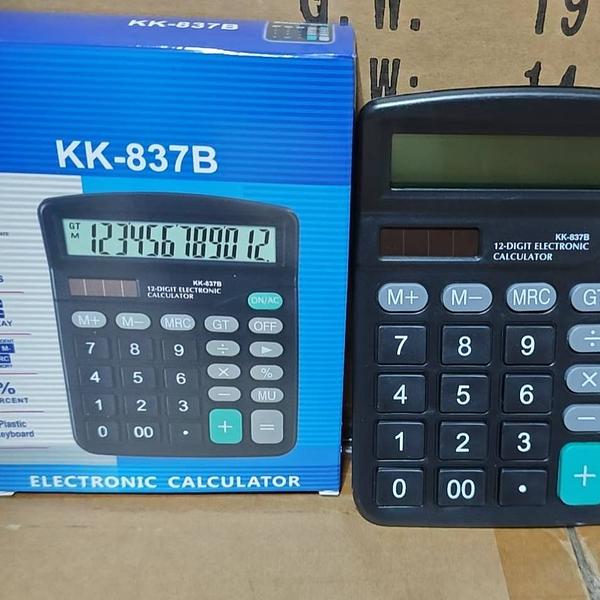 KK-837B
G.W: 19
W: 14
KK-837B
GT
M
123456789012.
KK-837B
12-DIGIT ELECTRONIC
CALCULATOR
ON/AC
M+ M− MRC GT OFF
7 8 9 ÷ ▶
4 5 6 × %
1 2 3 − MU
0 00 . + =
M-
%
Plastic
ELECTRONIC CALCULATOR
KK-837B
12-DIGIT ELECTRONIC
CALCULATOR
M+ M− MRC GT
7 8 9 ÷
4 5 6 ×
1 2 3 −
0 00 . +